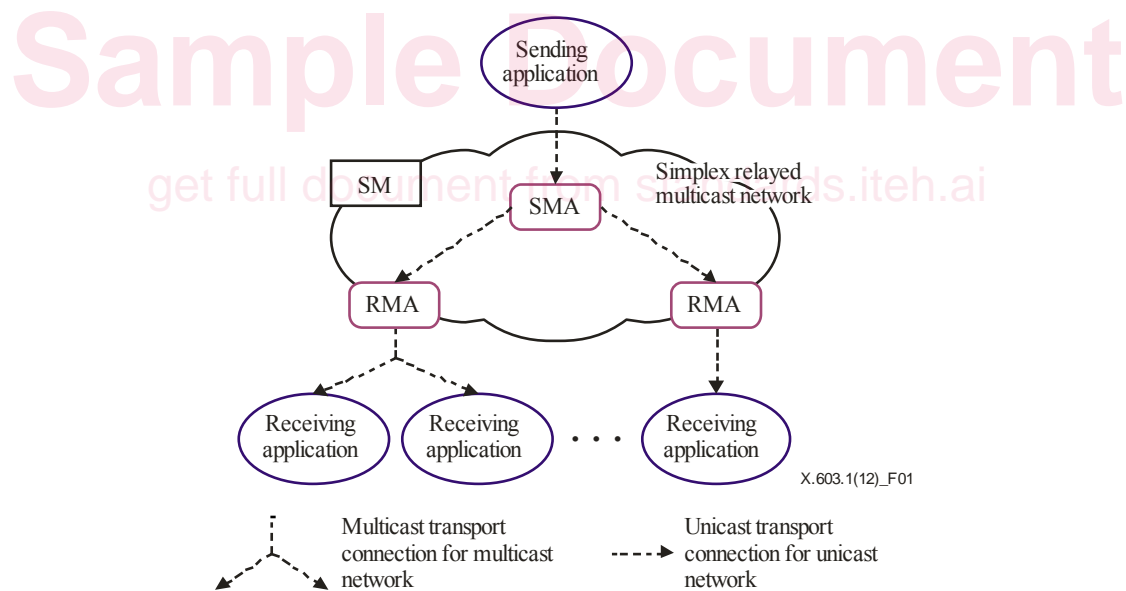 Sample Document
get full document from standards.iteh.ai
Sending
application
SM
Simplex relayed
multicast network
SMA
RMA
RMA
Receiving
application
Receiving
application
. . .
Receiving
application
X.603.1(12)_F01
Multicast transport
connection for multicast
network
Unicast transport
connection for unicast
network